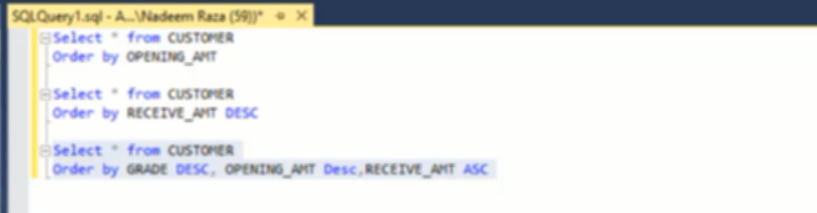 SQLQuery1.sql - A...\Nadeem Raza (59))*
Select * from CUSTOMER
Order by OPENING_AMT
Select * from CUSTOMER
Order by RECEIVE_AMT DESC
Select * from CUSTOMER
Order by GRADE DESC, OPENING_AMT Desc,RECEIVE_AMT ASC